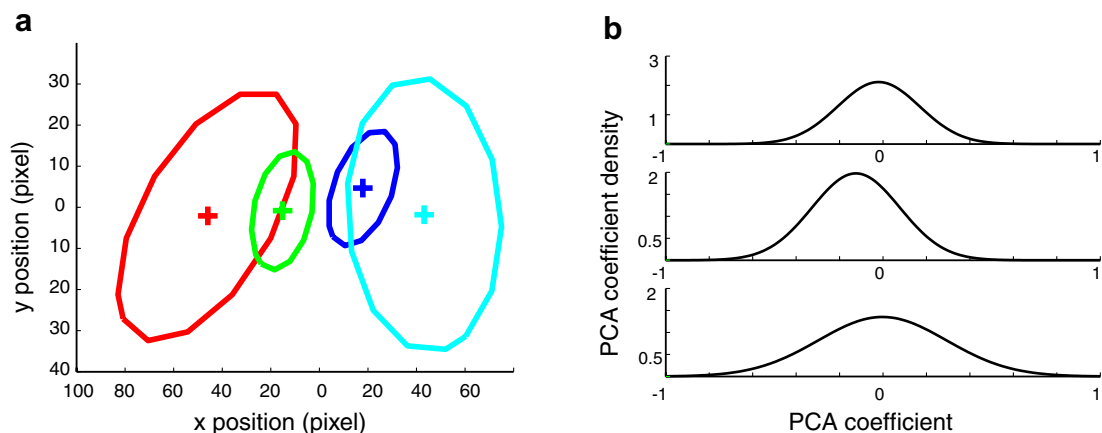 a
30
20
10
0
10
20
30
40
y position (pixel)
100 80 60 40 20 0 20 40 60
x position (pixel)
b
3
1
-1 0 1
2
0.5
-1 0 1
2
0.5
-1 0 1
PCA coefficient density
PCA coefficient